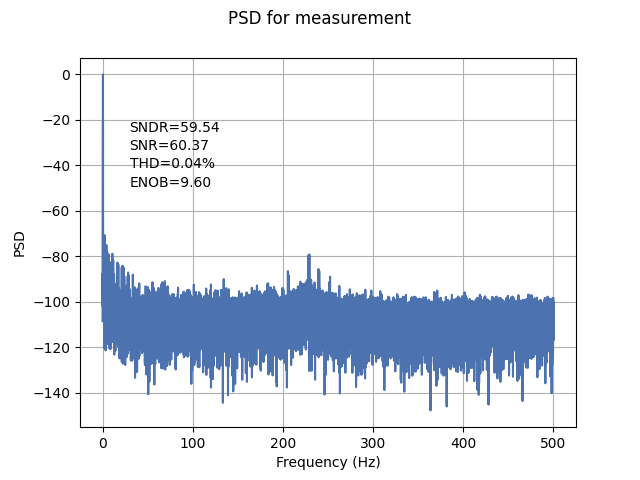 PSD for measurement
0
−20
−40
−60
−80
−100
−120
−140
PSD
SNDR=59.54
SNR=60.37
THD=0.04%
ENOB=9.60
0 100 200 300 400 500
Frequency (Hz)